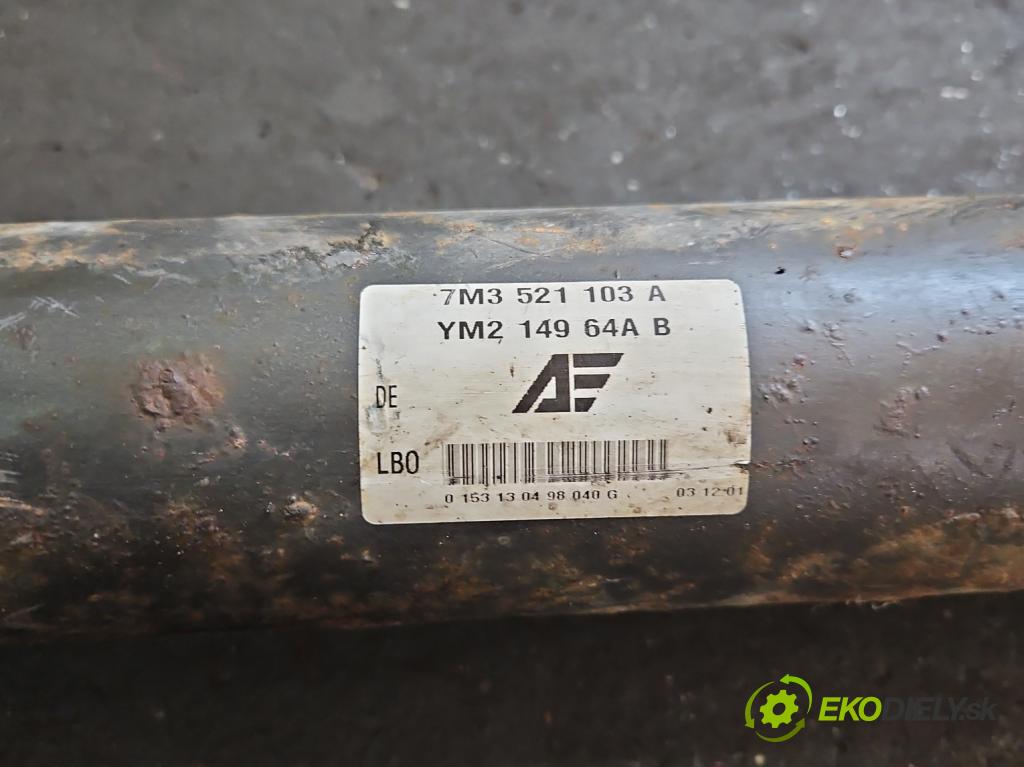 7M3 521 103 A
YM2 149 64A B
DE
AE
LBO
0 153 13 04 98 040 G 03 12 01
EKODIELY.sk